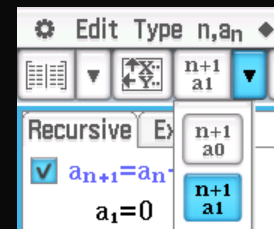 Edit Type n,aₙ
X:
Y:
n+1
a1
Recursive Ex
n+1
a0
aₙ₊₁=aₙ
n+1
a1
a₁=0